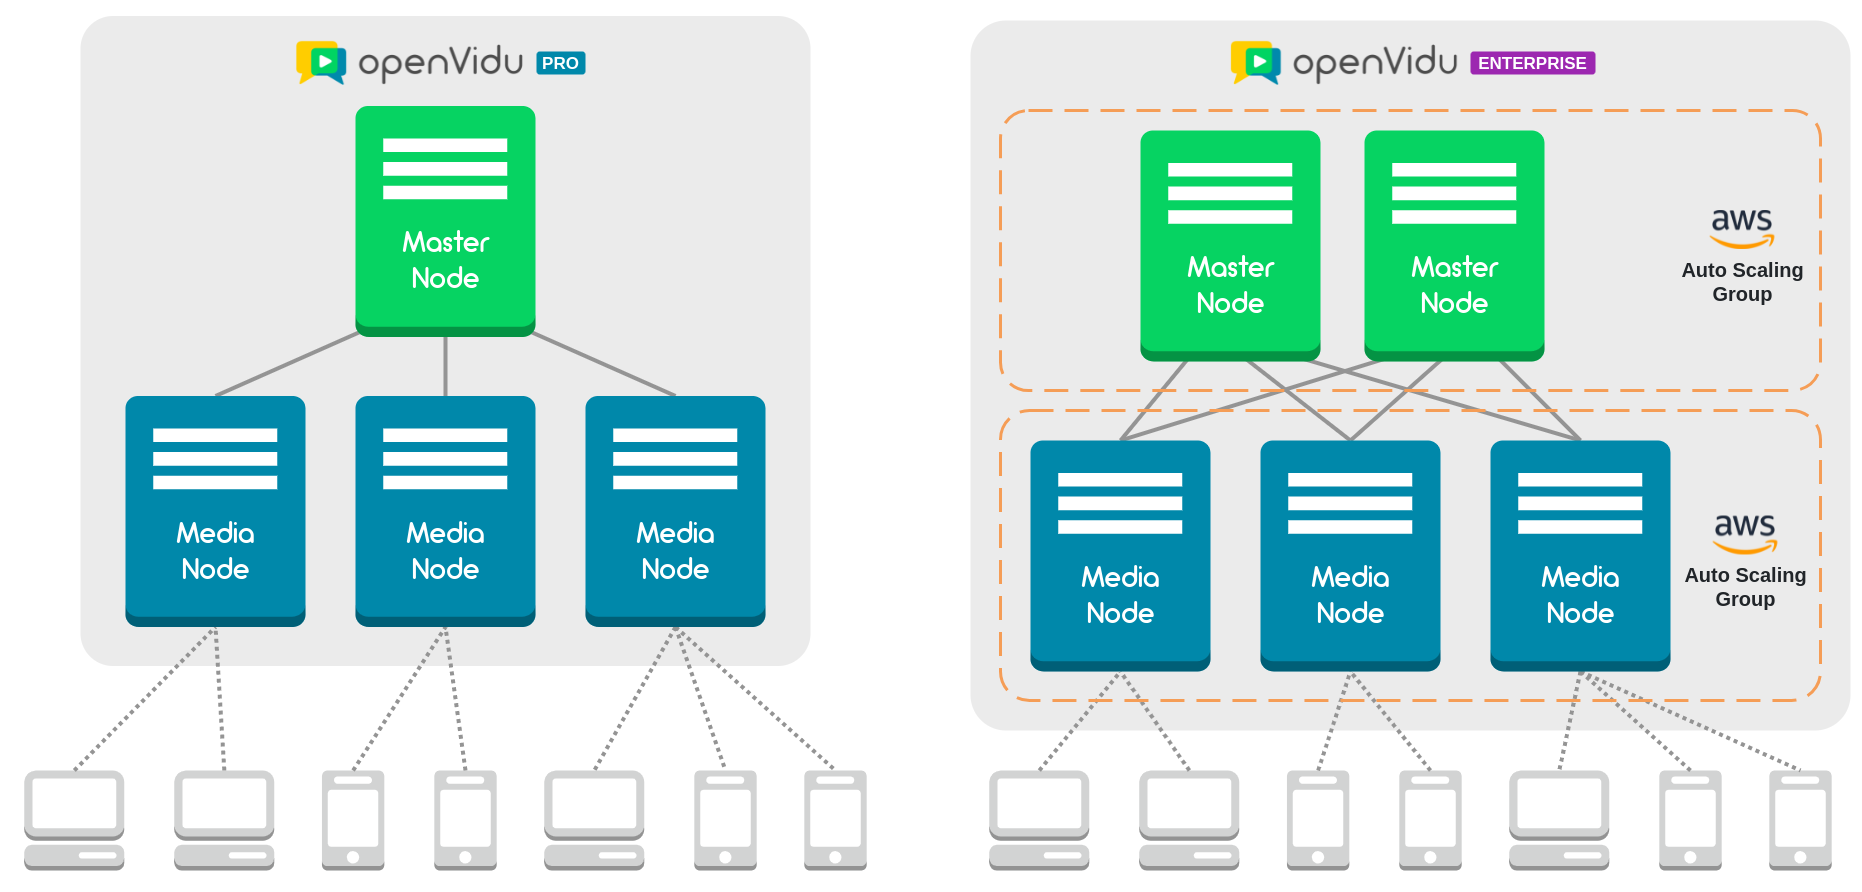 openVidu PRO
Master
Node
Media
Node
Media
Node
Media
Node
openVidu ENTERPRISE
Master
Node
Master
Node
aws
Auto Scaling
Group
Media
Node
Media
Node
Media
Node
aws
Auto Scaling
Group